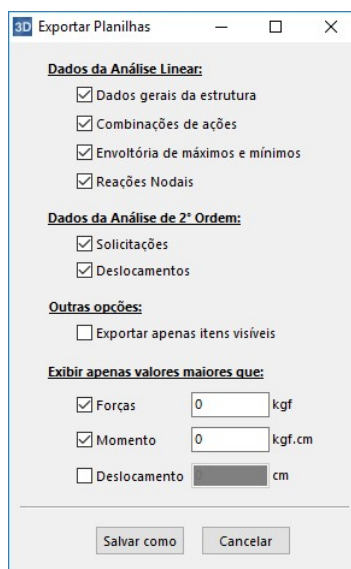 3D Exportar Planilhas
Dados da Análise Linear:
Dados gerais da estrutura
Combinações de ações
Envoltória de máximos e mínimos
Reações Nodais
Dados da Análise de 2° Ordem:
Solicitações
Deslocamentos
Outras opções:
Exportar apenas itens visíveis
Exibir apenas valores maiores que:
Forças 0 kgf
Momento 0 kgf.cm
Deslocamento 0 cm
Salvar como Cancelar